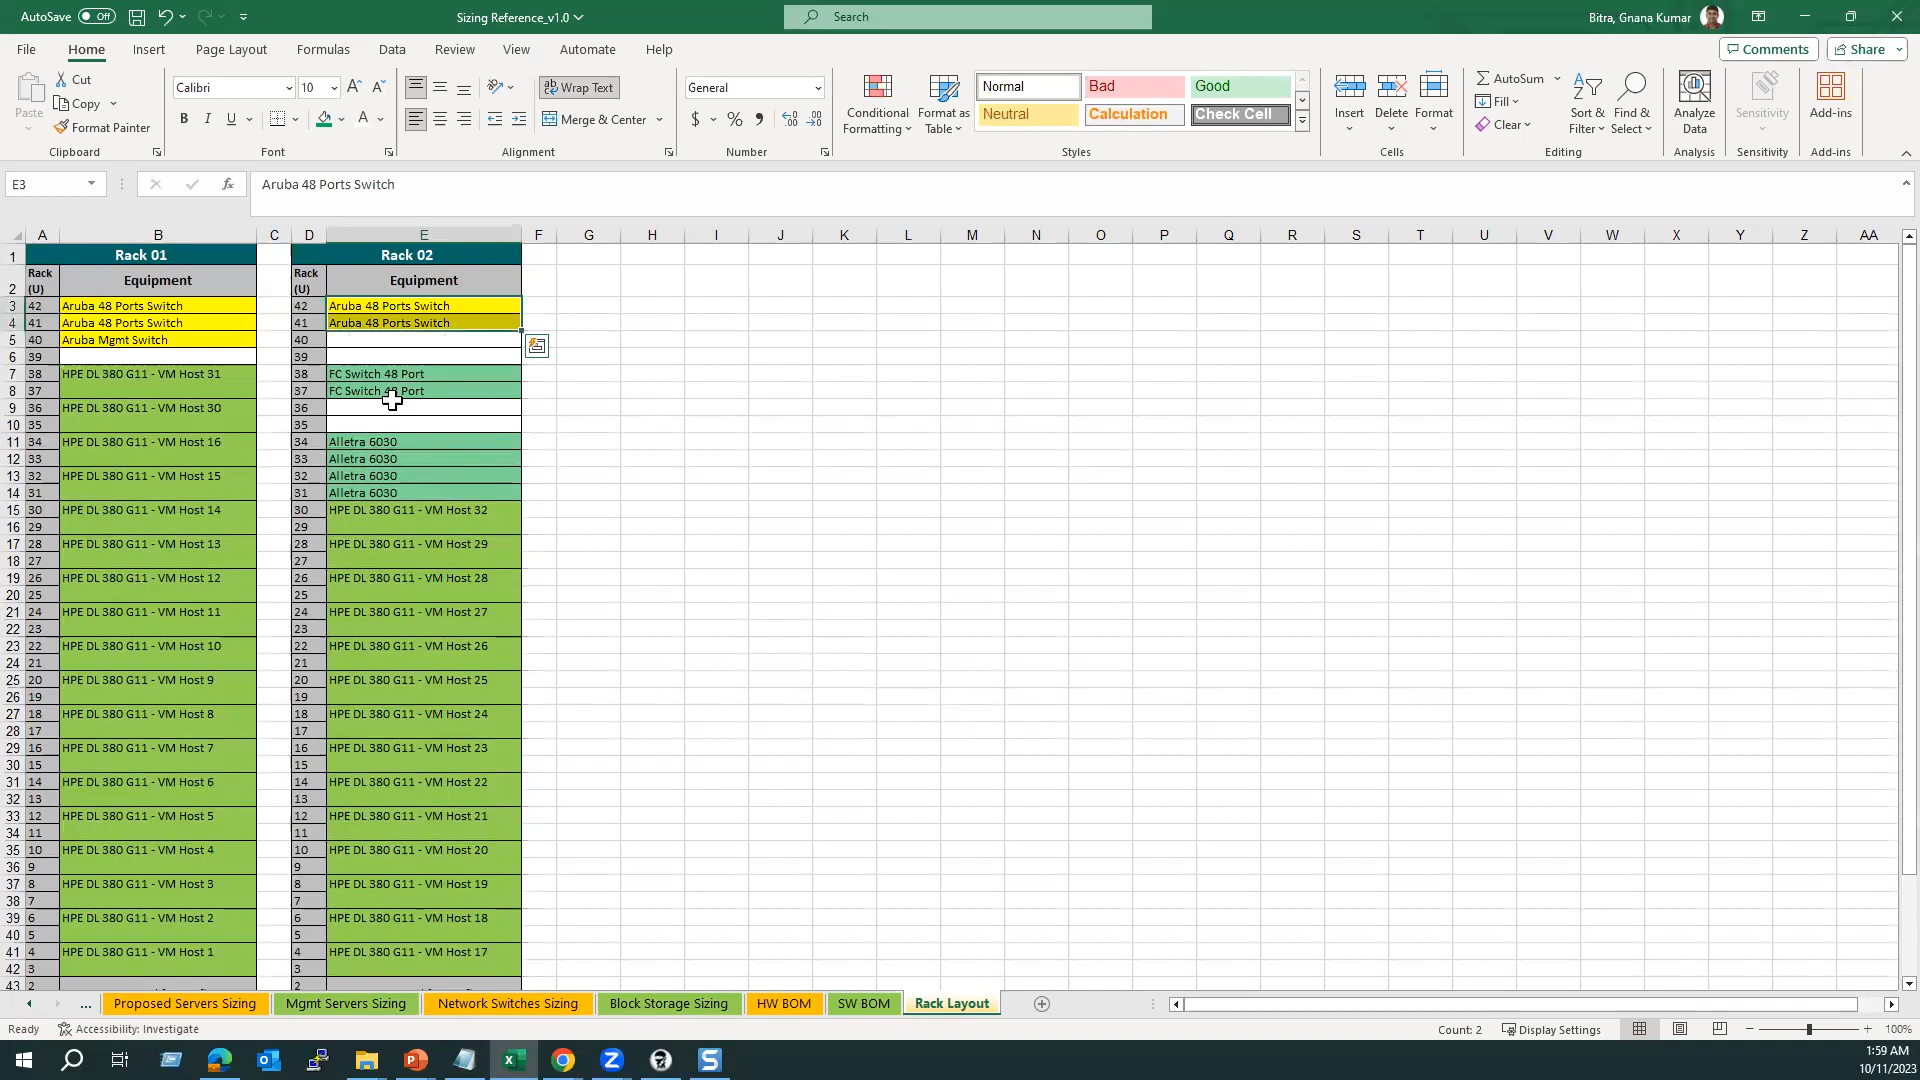 AutoSave Off Sizing Reference_v1.0 Search Bitra, Gnana Kumar
File Home Insert Page Layout Formulas Data Review View Automate Help Comments Share
Paste Cut Copy Format Painter Clipboard
Calibri 10 B I U Font
Wrap Text Merge & Center Alignment
General $ % Number
Conditional Formatting Format as Table Normal Bad Good Neutral Calculation Check Cell Styles
Insert Delete Format Cells
AutoSum Fill Clear Sort & Filter Find & Select Editing
Analyze Data Analysis Sensitivity Sensitivity Add-ins Add-ins
E3 fx Aruba 48 Ports Switch
A B C D E F G H I J K L M N O P Q R S T U V W X Y Z AA
1 Rack 01 Rack 02
2 Rack (U) Equipment Rack (U) Equipment
3 42 Aruba 48 Ports Switch 42 Aruba 48 Ports Switch
4 41 Aruba 48 Ports Switch 41 Aruba 48 Ports Switch
5 40 Aruba Mgmt Switch 40
6 39 39
7 38 HPE DL 380 G11 - VM Host 31 38 FC Switch 48 Port
8 37 37 FC Switch 48 Port
9 36 HPE DL 380 G11 - VM Host 30 36
10 35 35
11 34 HPE DL 380 G11 - VM Host 16 34 Alletra 6030
12 33 33 Alletra 6030
13 32 HPE DL 380 G11 - VM Host 15 32 Alletra 6030
14 31 31 Alletra 6030
15 30 HPE DL 380 G11 - VM Host 14 30 HPE DL 380 G11 - VM Host 32
16 29 29
17 28 HPE DL 380 G11 - VM Host 13 28 HPE DL 380 G11 - VM Host 29
18 27 27
19 26 HPE DL 380 G11 - VM Host 12 26 HPE DL 380 G11 - VM Host 28
20 25 25
21 24 HPE DL 380 G11 - VM Host 11 24 HPE DL 380 G11 - VM Host 27
22 23 23
23 22 HPE DL 380 G11 - VM Host 10 22 HPE DL 380 G11 - VM Host 26
24 21 21
25 20 HPE DL 380 G11 - VM Host 9 20 HPE DL 380 G11 - VM Host 25
26 19 19
27 18 HPE DL 380 G11 - VM Host 8 18 HPE DL 380 G11 - VM Host 24
28 17 17
29 16 HPE DL 380 G11 - VM Host 7 16 HPE DL 380 G11 - VM Host 23
30 15 15
31 14 HPE DL 380 G11 - VM Host 6 14 HPE DL 380 G11 - VM Host 22
32 13 13
33 12 HPE DL 380 G11 - VM Host 5 12 HPE DL 380 G11 - VM Host 21
34 11 11
35 10 HPE DL 380 G11 - VM Host 4 10 HPE DL 380 G11 - VM Host 20
36 9 9
37 8 HPE DL 380 G11 - VM Host 3 8 HPE DL 380 G11 - VM Host 19
38 7 7
39 6 HPE DL 380 G11 - VM Host 2 6 HPE DL 380 G11 - VM Host 18
40 5 5
41 4 HPE DL 380 G11 - VM Host 1 4 HPE DL 380 G11 - VM Host 17
42 3 3
43 2 2
... Proposed Servers Sizing Mgmt Servers Sizing Network Switches Sizing Block Storage Sizing HW BOM SW BOM Rack Layout
Ready Accessibility: Investigate Count: 2 Display Settings 100%
1:59 AM
10/11/2023